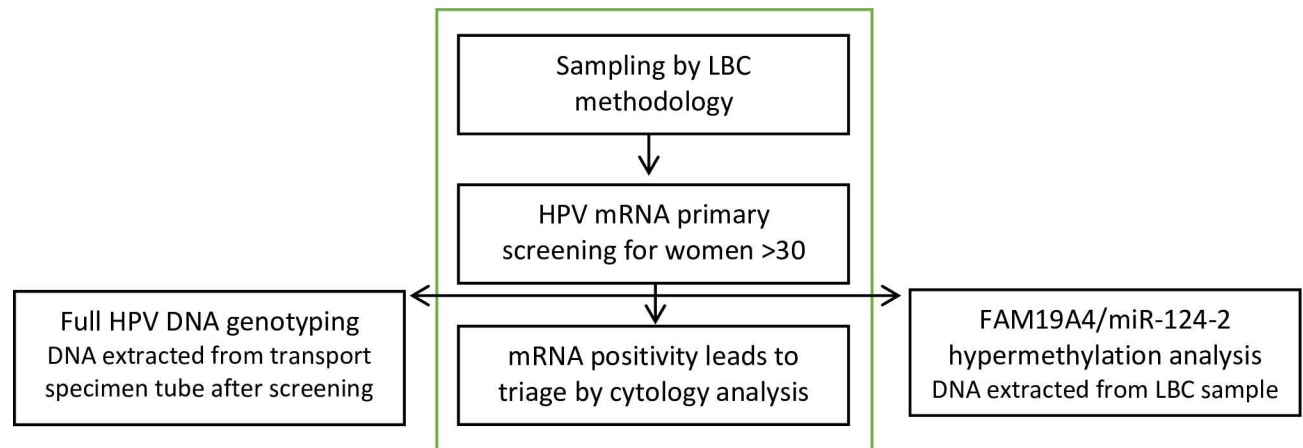 Sampling by LBC
methodology
HPV mRNA primary
screening for women >30
Full HPV DNA genotyping
DNA extracted from transport
specimen tube after screening
mRNA positivity leads to
triage by cytology analysis
FAM19A4/miR-124-2
hypermethylation analysis
DNA extracted from LBC sample